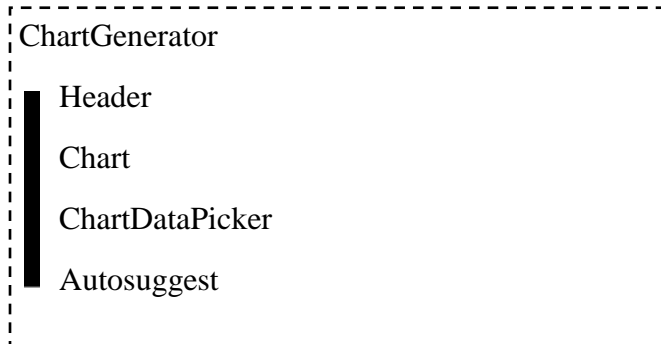 ChartGenerator
Header
Chart
ChartDataPicker
Autosuggest